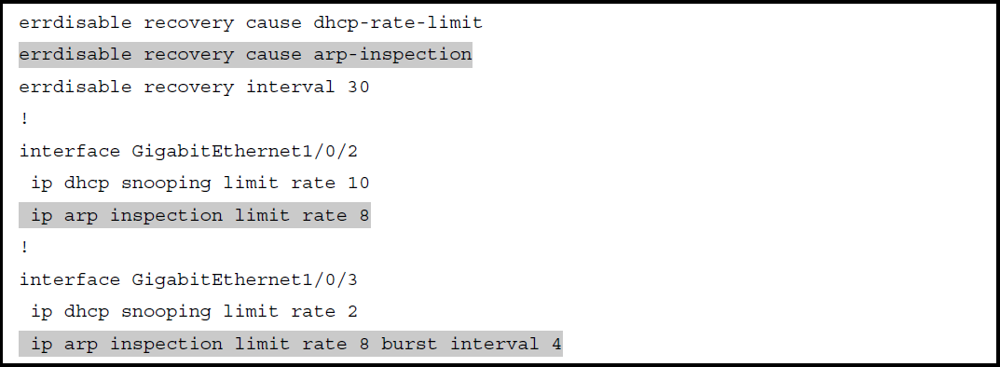 errdisable recovery cause dhcp-rate-limit
errdisable recovery cause arp-inspection
errdisable recovery interval 30
!
interface GigabitEthernet1/0/2
ip dhcp snooping limit rate 10
ip arp inspection limit rate 8
!
interface GigabitEthernet1/0/3
ip dhcp snooping limit rate 2
ip arp inspection limit rate 8 burst interval 4